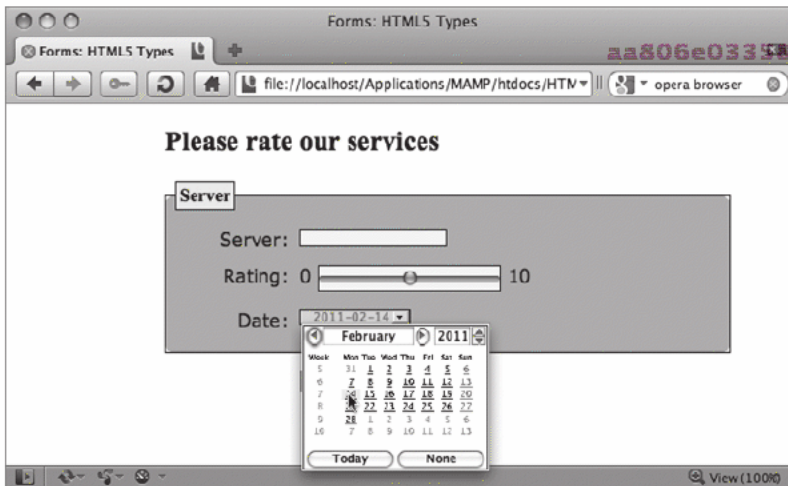 Forms: HTML5 Types
Forms: HTML5 Types
aa806e0335
file://localhost/Applications/MAMP/htdocs/HTM
opera browser
Please rate our services
Server
Server:
Rating: 0 10
Date: 2011-02-14
February 2011
Week Mon Tue Wed Thu Fri Sat Sun
5 31 1 2 3 4 5 6
6 7 8 9 10 11 12 13
7 14 15 16 17 18 19 20
8 22 23 24 25 26 27
9 28 1 2 3 4 5 6
10 7 8 9 10 11 12 13
Today None
View (100%)